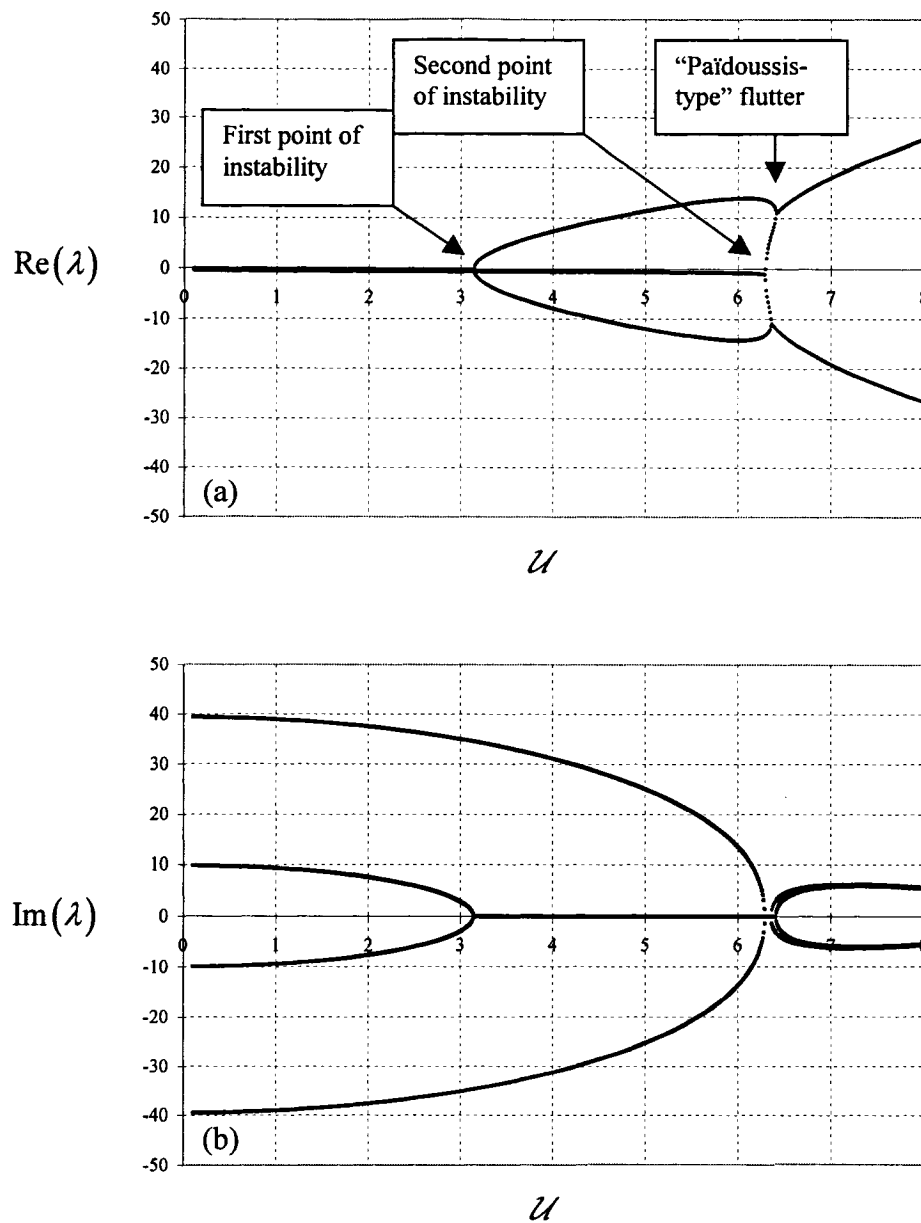 50
40
30
20
10
0
-10
-20
-30
-40
-50
Re(λ)
0 1 2 3 4 5 6 7 8
First point of
instability
Second point
of instability
“Païdoussis-
type” flutter
(a)
𝒰
50
40
30
20
10
0
-10
-20
-30
-40
-50
Im(λ)
0 1 2 3 4 5 6 7 8
(b)
𝒰